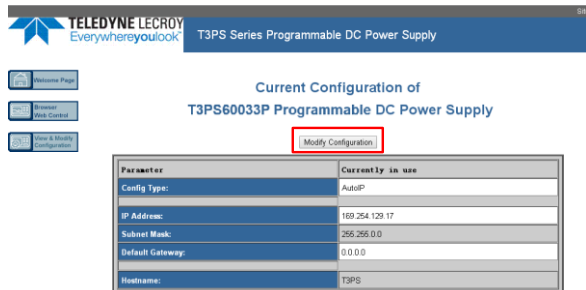 TELEDYNE LECROY
Everywhereyoulook™
T3PS Series Programmable DC Power Supply
Welcome Page
Browser
Web Control
View & Modify
Configuration
Current Configuration of
T3PS60033P Programmable DC Power Supply
Modify Configuration
Parameter Currently in use
Config Type: AutoIP
IP Address: 169.254.129.17
Subnet Mask: 255.255.0.0
Default Gateway: 0.0.0.0
Hostname: T3PS